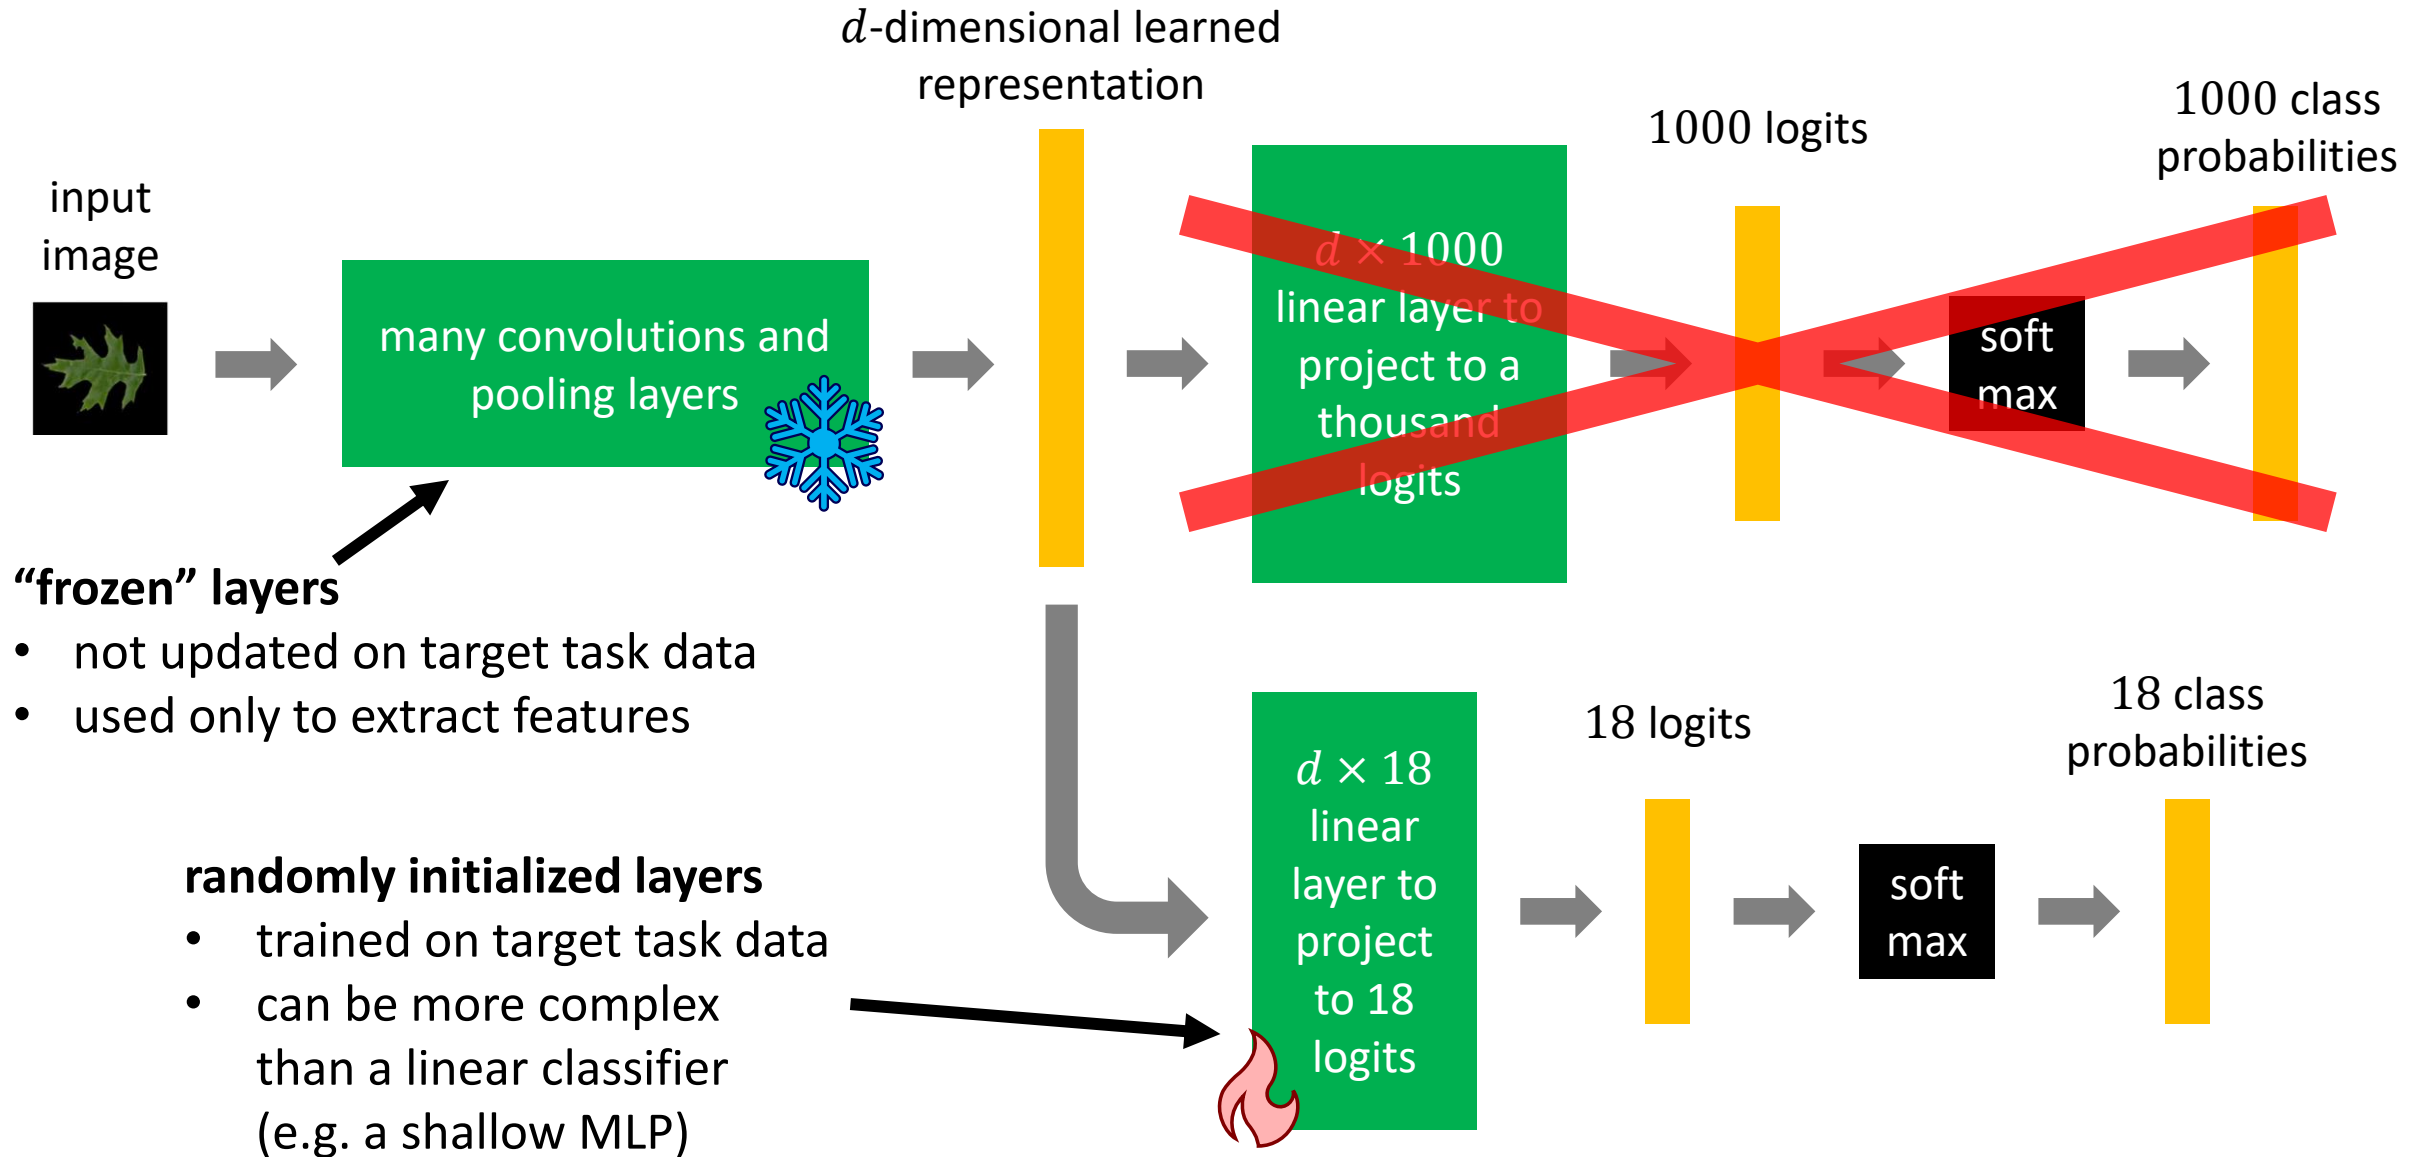 d-dimensional learned
representation
1000 logits
1000 class
probabilities
input
image
many convolutions and
pooling layers
d × 1000
linear layer to
project to a
thousand
logits
soft
max
“frozen” layers
• not updated on target task data
• used only to extract features
18 logits
18 class
probabilities
d × 18
linear
layer to
project
to 18
logits
soft
max
randomly initialized layers
• trained on target task data
• can be more complex
than a linear classifier
(e.g. a shallow MLP)